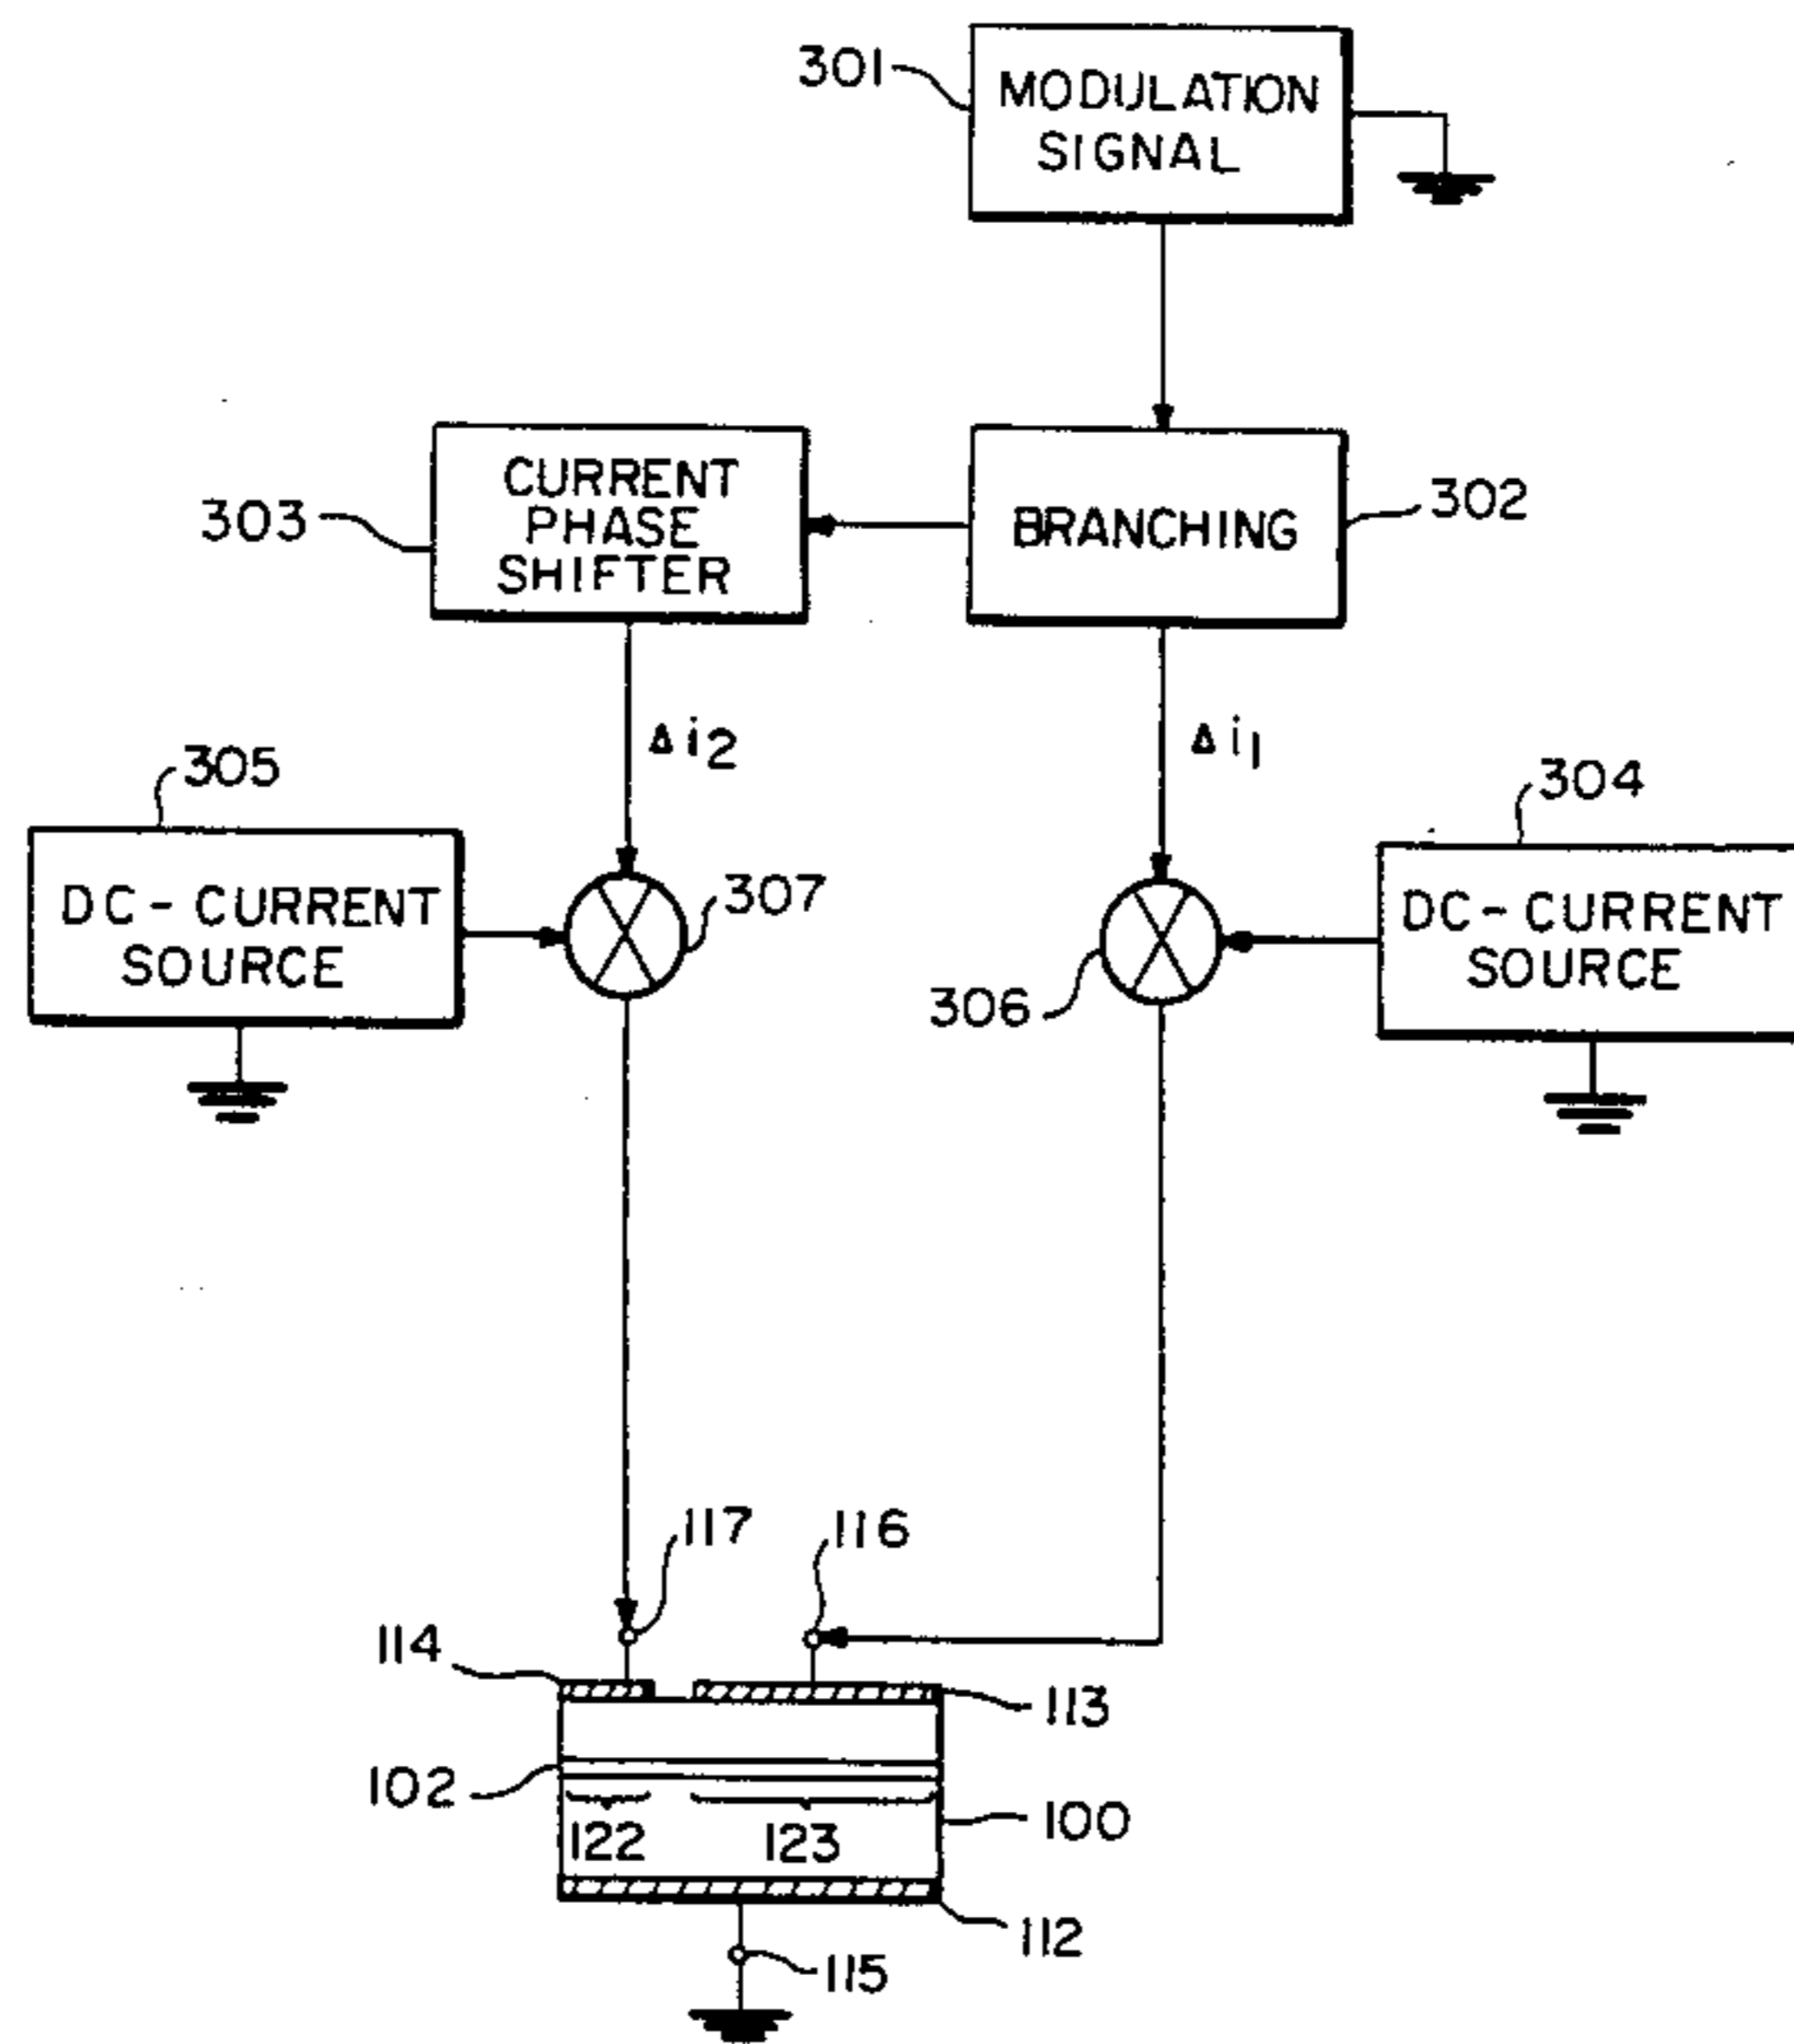 301
MODULATION
SIGNAL
303
CURRENT
PHASE
SHIFTER
BRANCHING
302
Δi2
Δi1
305
304
DC-CURRENT
SOURCE
307
306
DC-CURRENT
SOURCE
117
116
114
113
102
122
123
100
112
115